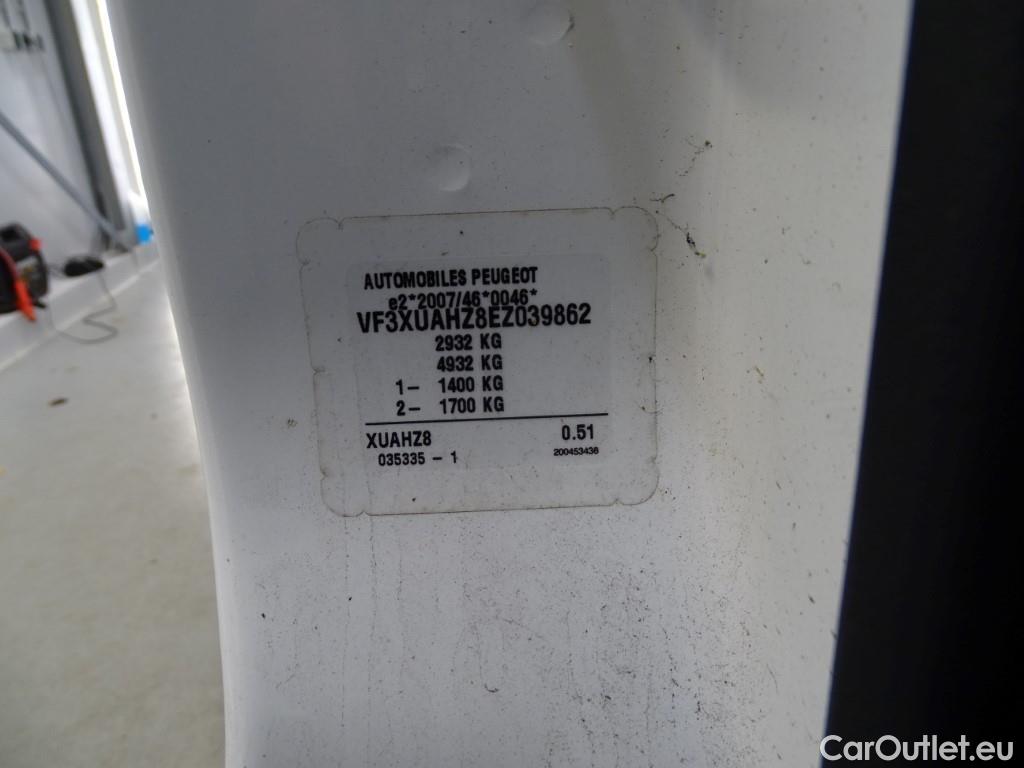 AUTOMOBILES PEUGEOT
e2*2007/46*0046*
VF3XUAHZ8EZ039862
2932 KG
4932 KG
1- 1400 KG
2- 1700 KG
XUAHZ8 0.51
035335 - 1 200453436
CarOutlet.eu